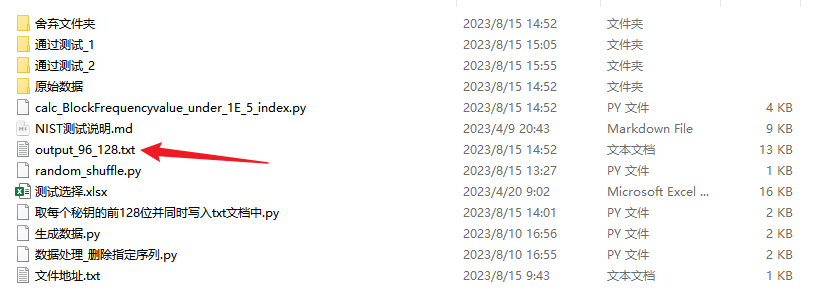 舍弃文件夹 2023/8/15 14:52 文件夹
通过测试_1 2023/8/15 15:05 文件夹
通过测试_2 2023/8/15 15:55 文件夹
原始数据 2023/8/15 14:52 文件夹
calc_BlockFrequencyvalue_under_1E_5_index.py 2023/8/15 14:52 PY 文件 4 KB
NIST测试说明.md 2023/4/9 20:43 Markdown File 9 KB
output_96_128.txt 2023/8/15 14:52 文本文档 13 KB
random_shuffle.py 2023/8/15 13:27 PY 文件 1 KB
测试选择.xlsx 2023/4/20 9:02 Microsoft Excel ... 16 KB
取每个秘钥的前128位并同时写入txt文档中.py 2023/8/15 14:01 PY 文件 2 KB
生成数据.py 2023/8/10 16:56 PY 文件 2 KB
数据处理_删除指定序列.py 2023/8/10 16:55 PY 文件 2 KB
文件地址.txt 2023/8/15 9:43 文本文档 1 KB